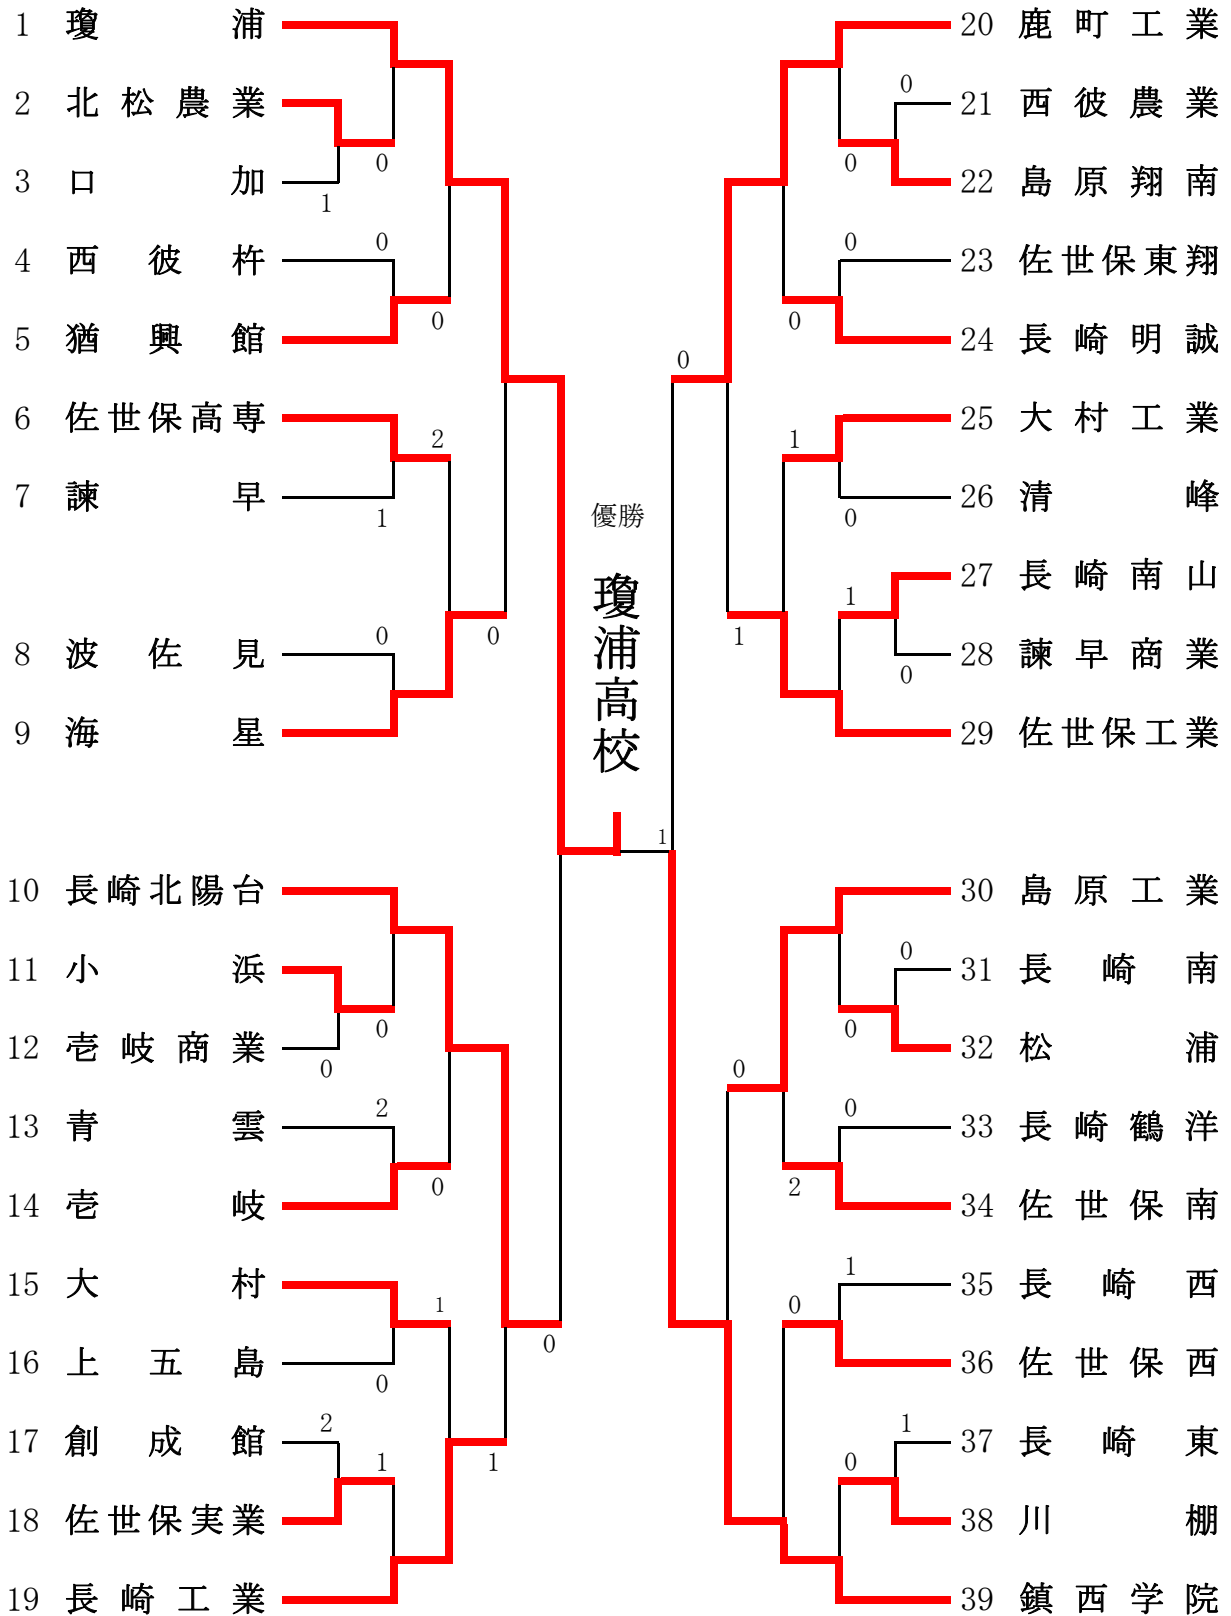 1 瓊浦
2 北松農業
0
3 口加
1
4 西彼杵
0
5 猶興館
0
6 佐世保高専
2
7 諫早
1
8 波佐見
0
0
9 海星
10 長崎北陽台
11 小浜
0
12 壱岐商業
0
13 青雲
2
14 壱岐
0
15 大村
1
16 上五島
0
0
17 創成館
2
1
1
18 佐世保実業
19 長崎工業
優勝
瓊浦高校
1
20 鹿町工業
0
21 西彼農業
0
22 島原翔南
0
23 佐世保東翔
0
24 長崎明誠
0
25 大村工業
1
26 清峰
0
27 長崎南山
1
28 諫早商業
0
1
29 佐世保工業
30 島原工業
0
31 長崎南
0
32 松浦
0
0
33 長崎鶴洋
34 佐世保南
2
1
35 長崎西
0
36 佐世保西
1
37 長崎東
0
38 川棚
39 鎮西学院